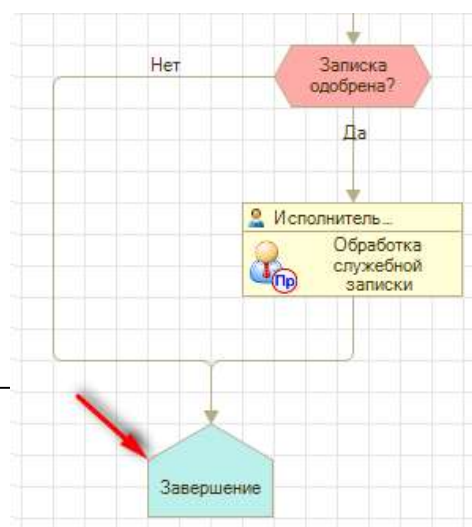 Нет
Записка
одобрена?
Да
Исполнитель...
Обработка
служебной
записки
Пр
Завершение